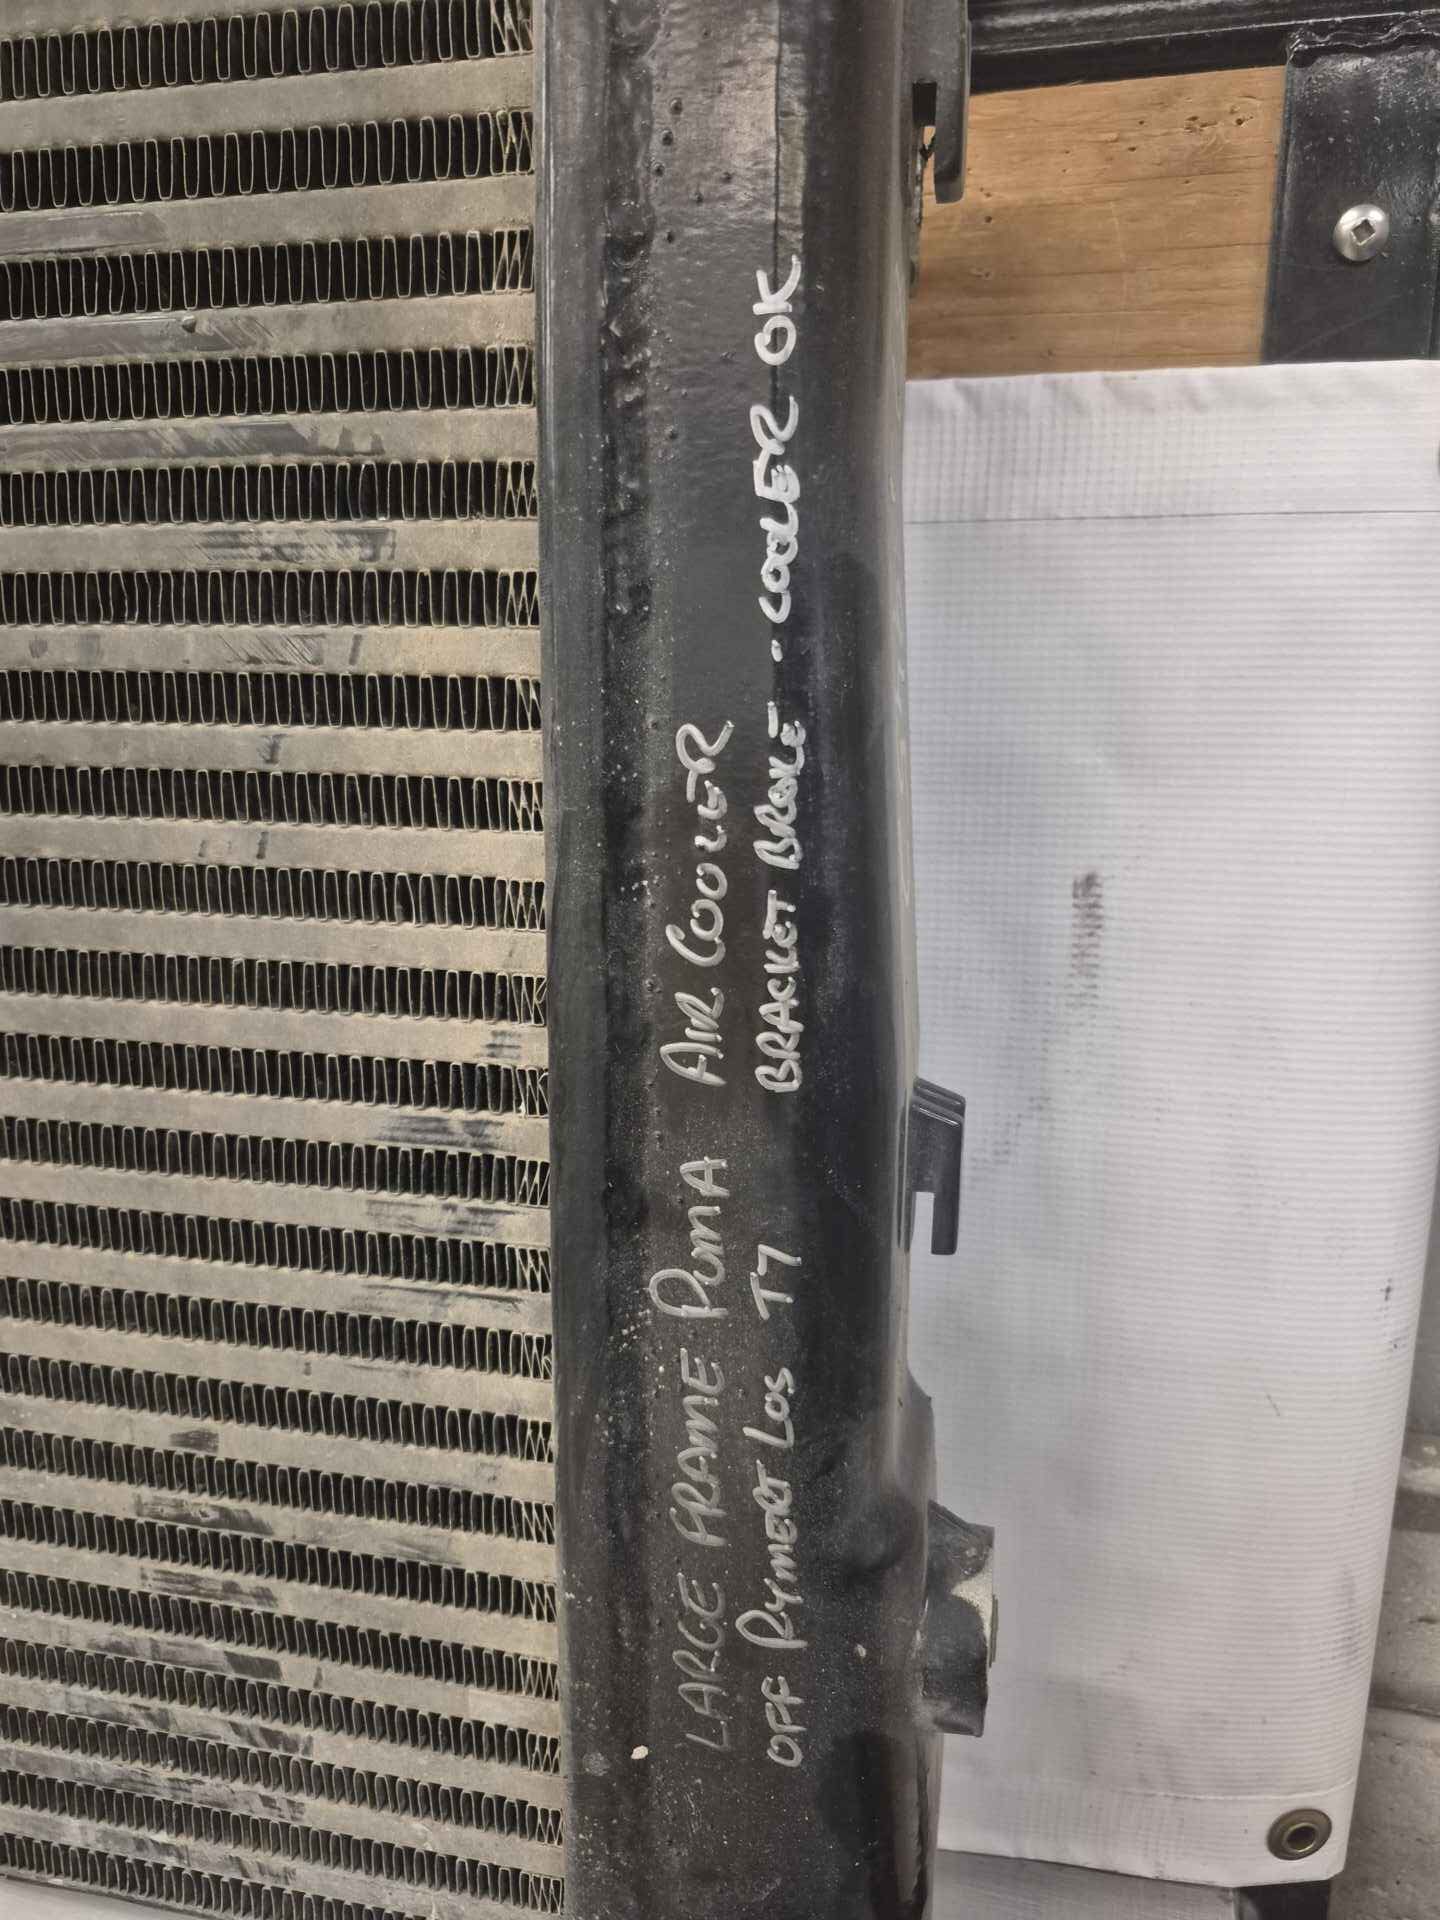 LARGE FRAME PUMA AIR COOLER
OFF RYMERT LOS T7 BRACKET BROKE - COOLER OK